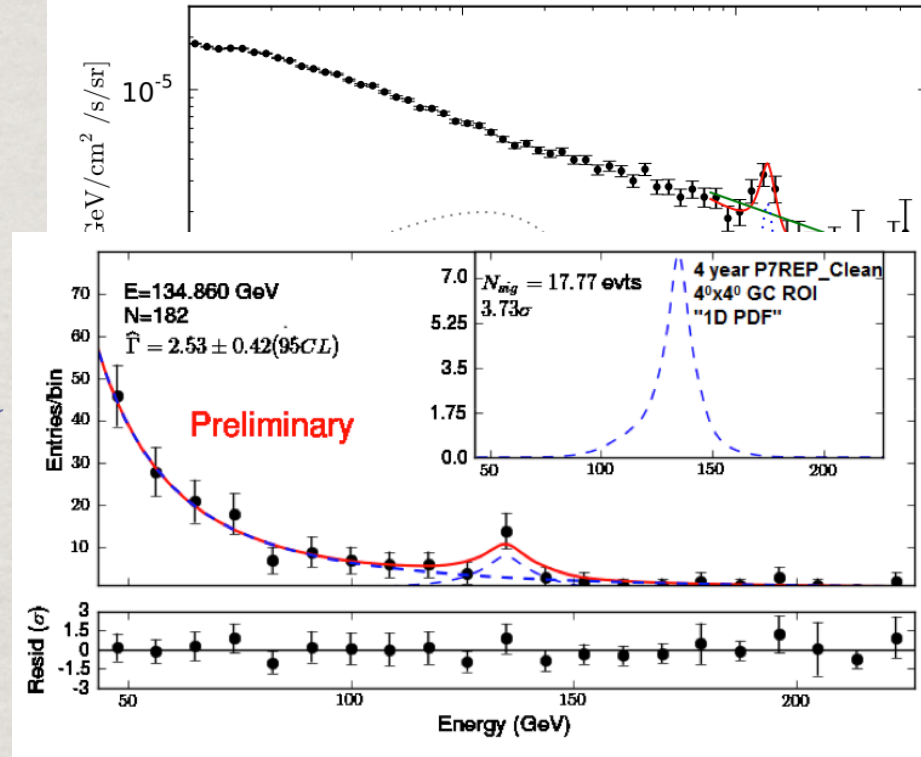 10⁻⁵
GeV/cm² /s/sr]
E=134.860 GeV
N=182
Γ̂ = 2.53 ± 0.42(95CL)
Preliminary
N_sig = 17.77 evts
3.73σ
4 year P7REP_Clean
4⁰x4⁰ GC ROI
"1D PDF"
7.0
5.25
3.5
1.75
0.0
50 100 150 200
Entries/bin
70
60
50
40
30
20
10
Resid (σ)
3
1.5
0
-1.5
-3
50 100 150 200
Energy (GeV)